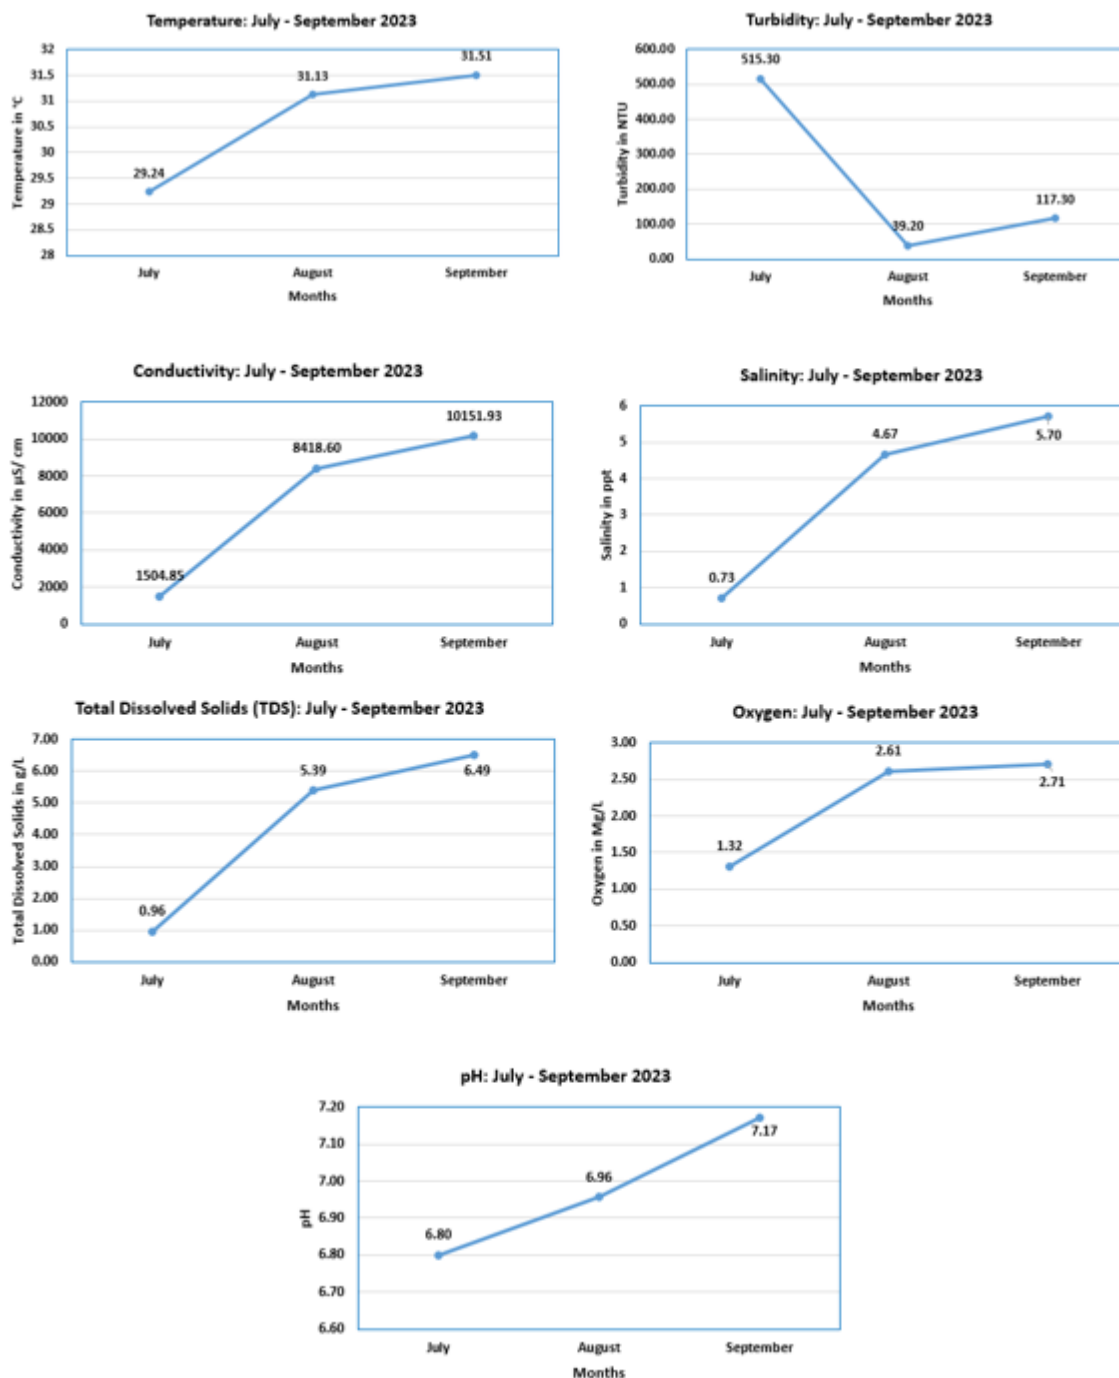 Temperature: July - September 2023
32
31.5
31
30.5
30
29.5
29
28.5
28
29.24
31.13
31.51
Temperature in °C
July August September
Months
Turbidity: July - September 2023
600.00
500.00
400.00
300.00
200.00
100.00
0.00
515.30
39.20
117.30
Turbidity in NTU
July August September
Months
Conductivity: July - September 2023
12000
10000
8000
6000
4000
2000
0
1504.85
8418.60
10151.93
Conductivity in µS/ cm
July August September
Months
Salinity: July - September 2023
6
5
4
3
2
1
0
0.73
4.67
5.70
Salinity in ppt
July August September
Months
Total Dissolved Solids (TDS): July - September 2023
7.00
6.00
5.00
4.00
3.00
2.00
1.00
0.00
0.96
5.39
6.49
Total Dissolved Solids in g/L
July August September
Months
Oxygen: July - September 2023
3.00
2.50
2.00
1.50
1.00
0.50
0.00
1.32
2.61
2.71
Oxygen in Mg/L
July August September
Months
pH: July - September 2023
7.20
7.10
7.00
6.90
6.80
6.70
6.60
6.80
6.96
7.17
pH
July August September
Months